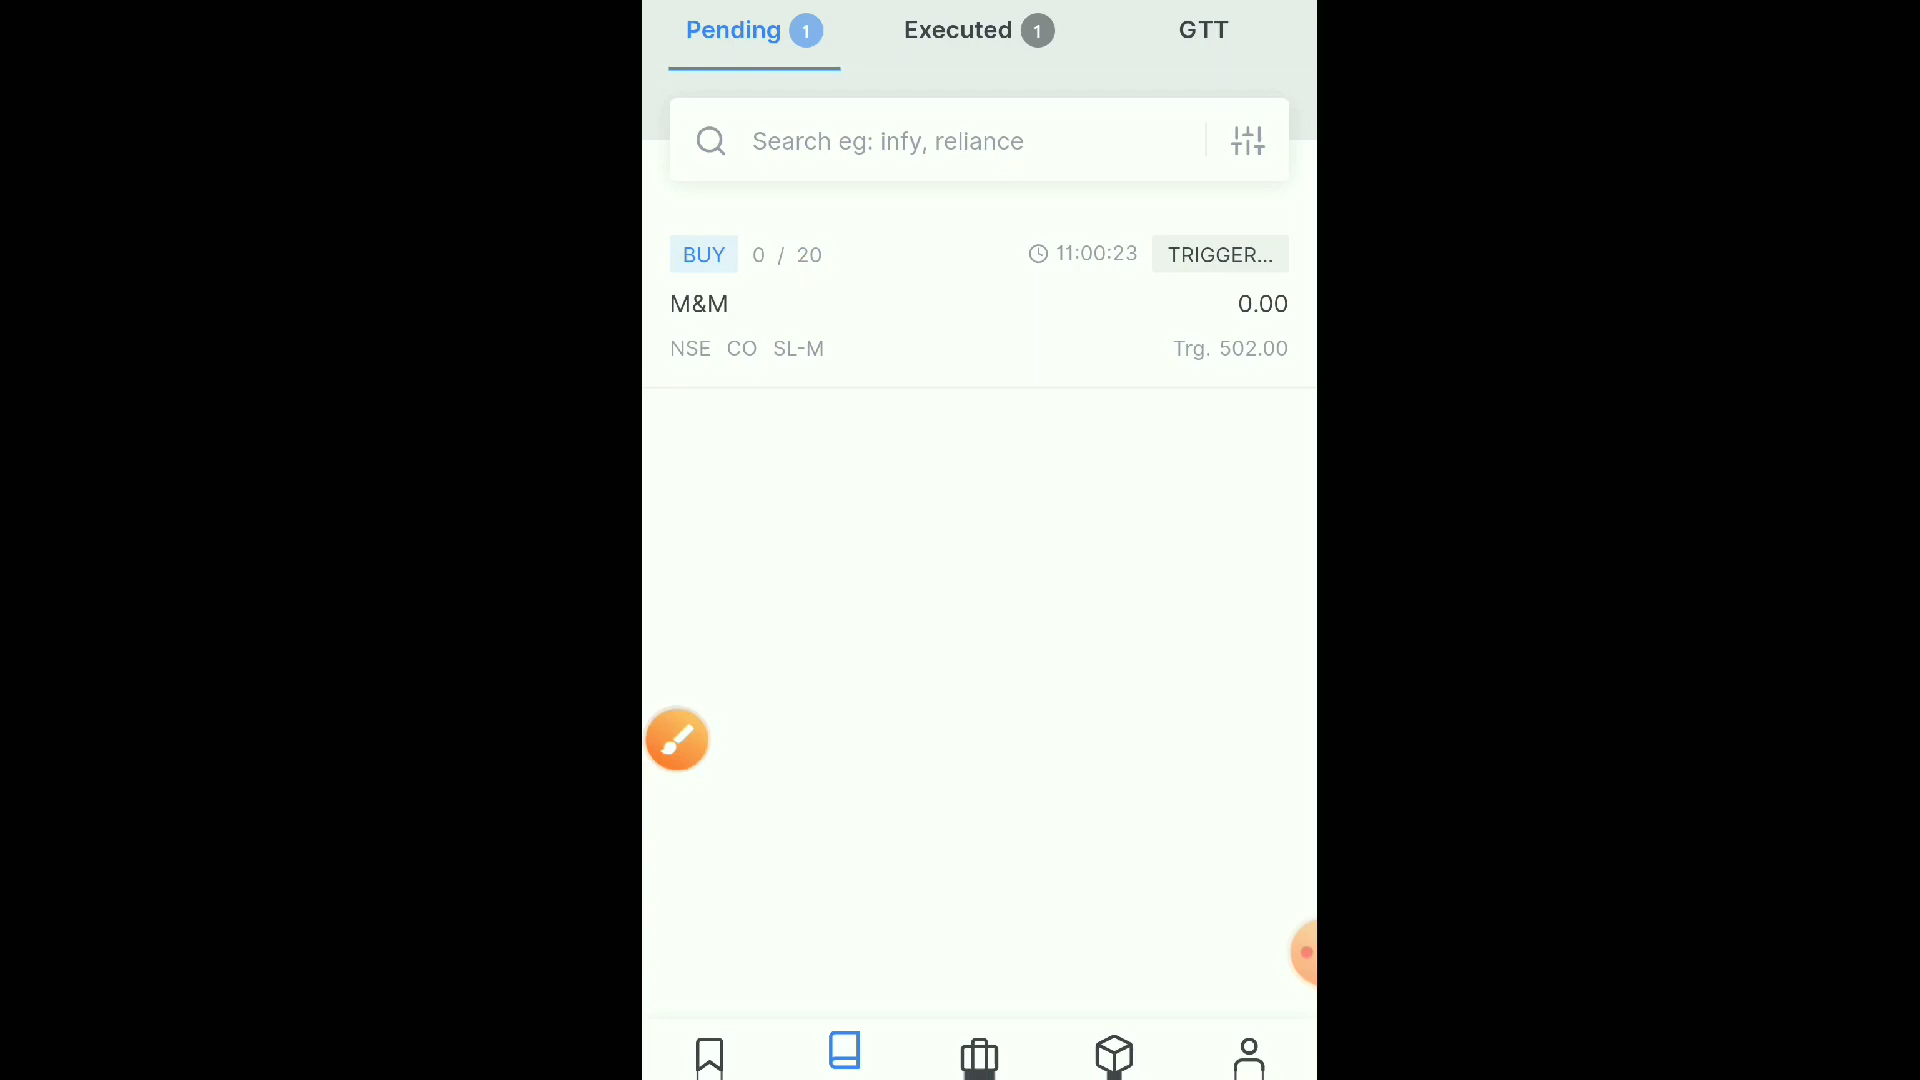 Pending 1 Executed 1 GTT
Search eg: infy, reliance
BUY 0 / 20 11:00:23 TRIGGER...
M&M 0.00
NSE CO SL-M Trg. 502.00